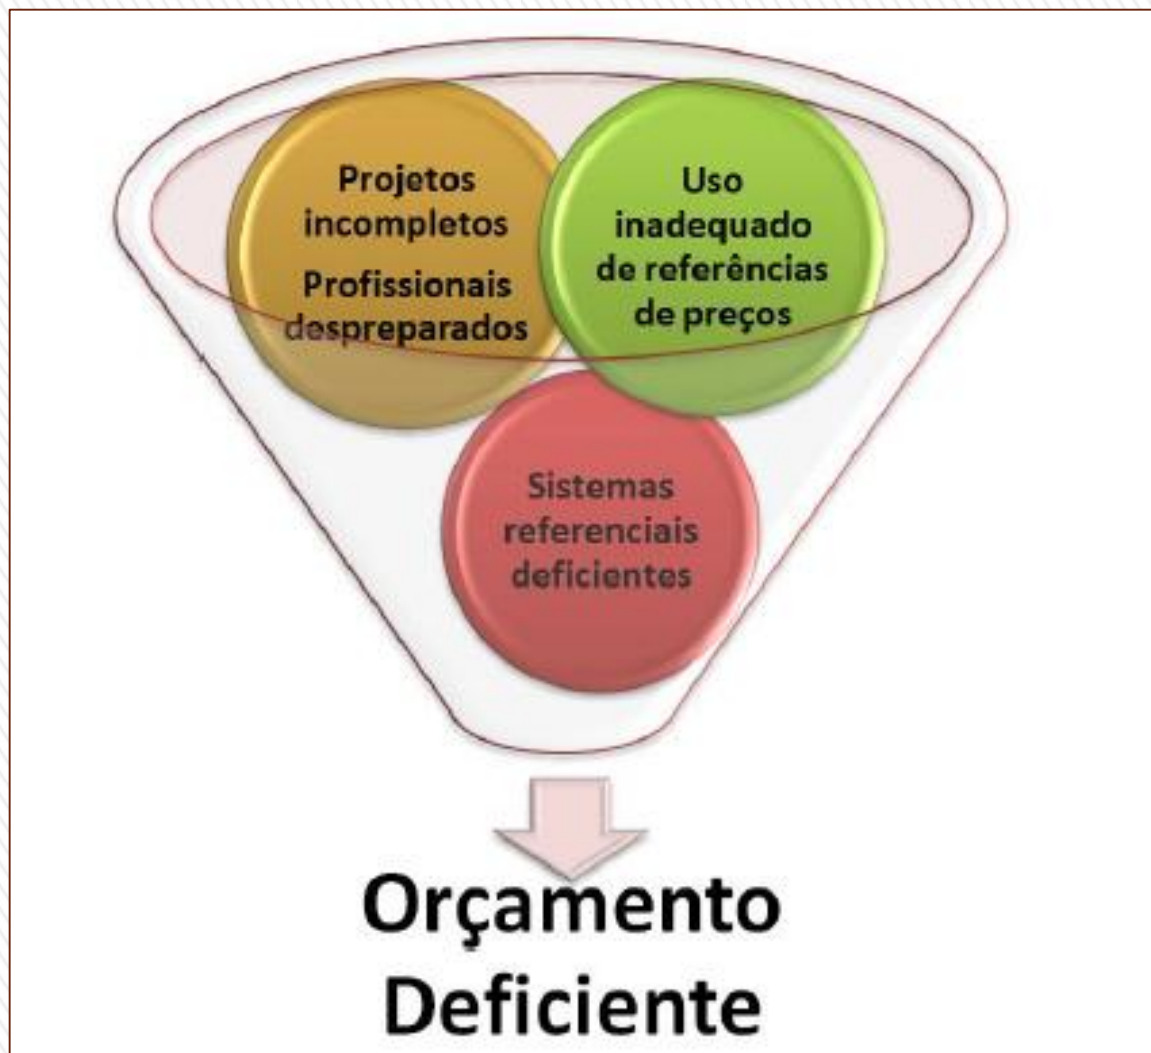 Projetos
incompletos
Profissionais
despreparados
Uso
inadequado
de referências
de preços
Sistemas
referenciais
deficientes
Orçamento
Deficiente